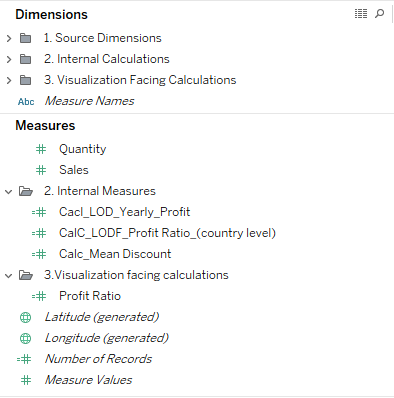 Dimensions
1. Source Dimensions
2. Internal Calculations
3. Visualization Facing Calculations
Abc Measure Names
Measures
Quantity
Sales
2. Internal Measures
Cacl_LOD_Yearly_Profit
CalC_LODF_Profit Ratio_(country level)
Calc_Mean Discount
3.Visualization facing calculations
Profit Ratio
Latitude (generated)
Longitude (generated)
Number of Records
Measure Values